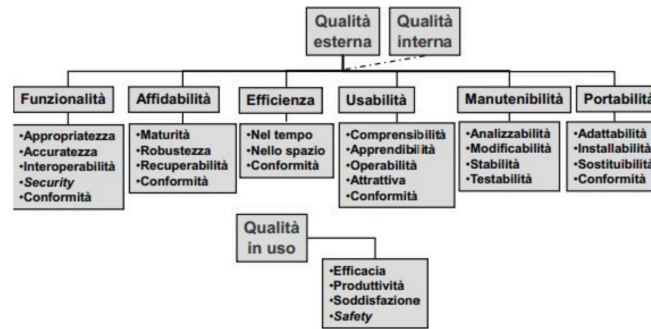 Qualità esterna
Qualità interna
Funzionalità
•Appropriatezza
•Accuratezza
•Interoperabilità
•Security
•Conformità
Affidabilità
•Maturità
•Robustezza
•Recuperabilità
•Conformità
Efficienza
•Nel tempo
•Nello spazio
•Conformità
Usabilità
•Comprensibilità
•Apprendibilità
•Operabilità
•Attrattiva
•Conformità
Manutenibilità
•Analizzabilità
•Modificabilità
•Stabilità
•Testabilità
Portabilità
•Adattabilità
•Installabilità
•Sostituibilità
•Conformità
Qualità in uso
•Efficacia
•Produttività
•Soddisfazione
•Safety